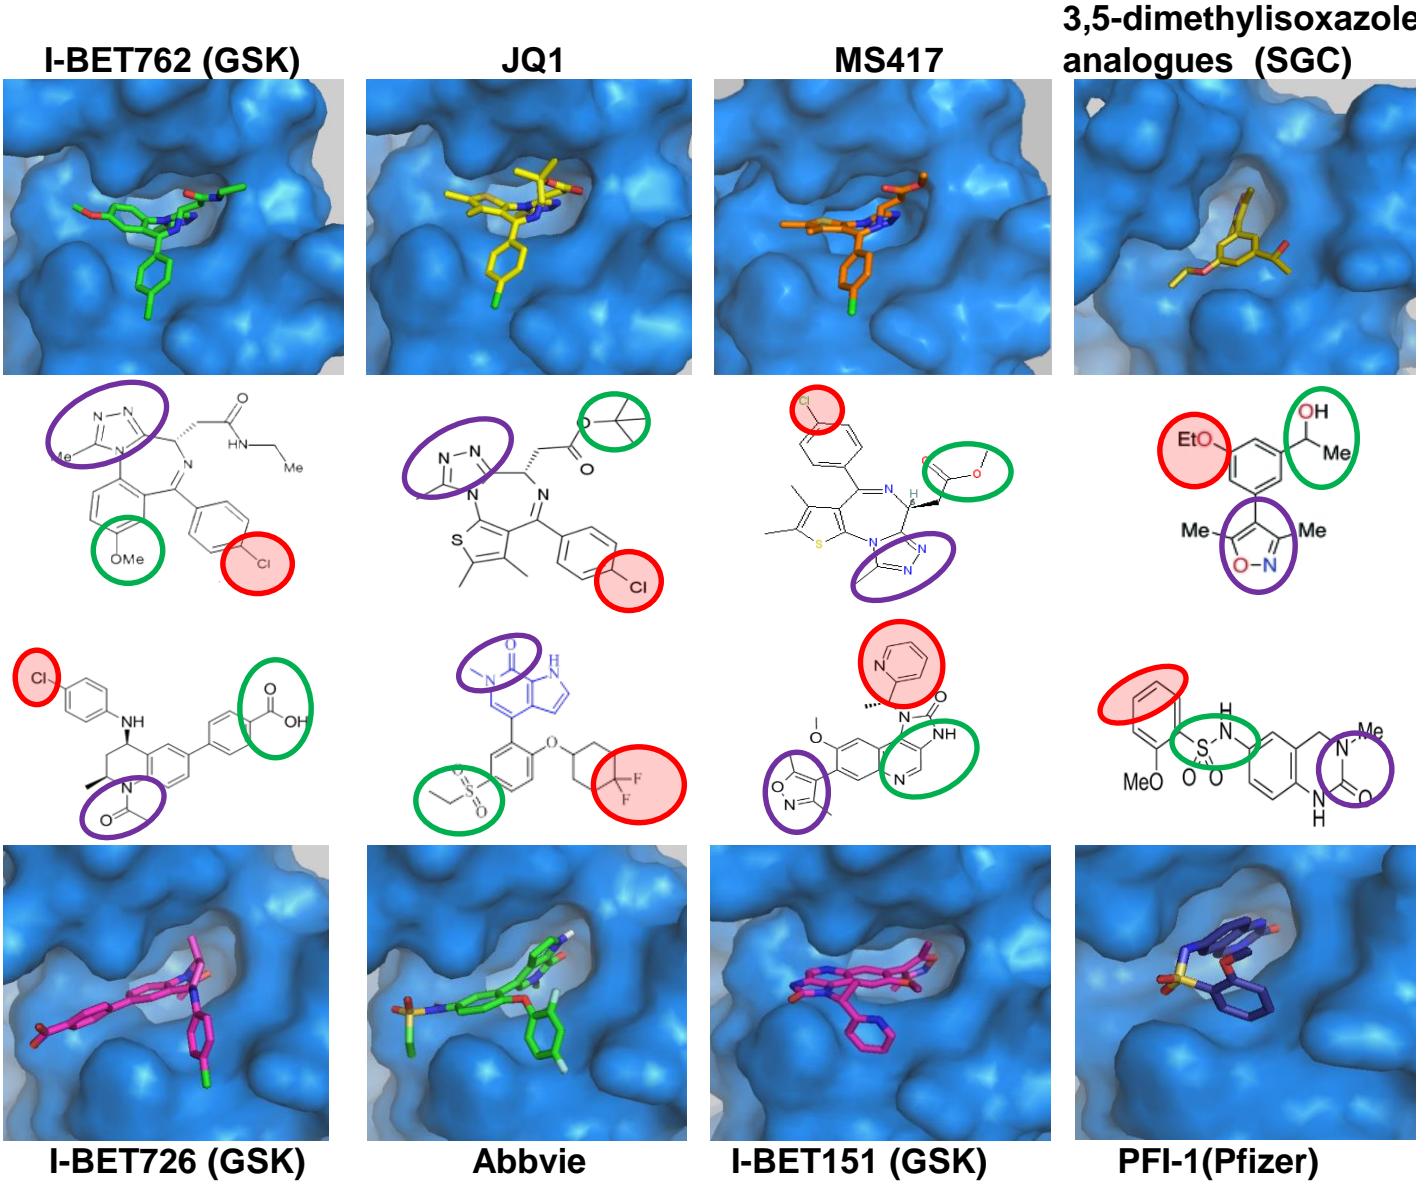 3,5-dimethylisoxazole
I-BET762 (GSK)
JQ1
MS417
analogues (SGC)
N
N
O
N
HN
Me
Me
N
OMe
Cl
N
N
O
N
O
N
S
Cl
Cl
N
H
O
O
S
N
N
N
OH
EtO
Me
Me
Me
O-N
Cl
NH
O
OH
N
O
O
H
N
N
O
O
S
O
F
F
N
O
N
NH
O
N
O
N
H
N
S
O O
MeO
Me
N
O
N
H
I-BET726 (GSK)
Abbvie
I-BET151 (GSK)
PFI-1(Pfizer)